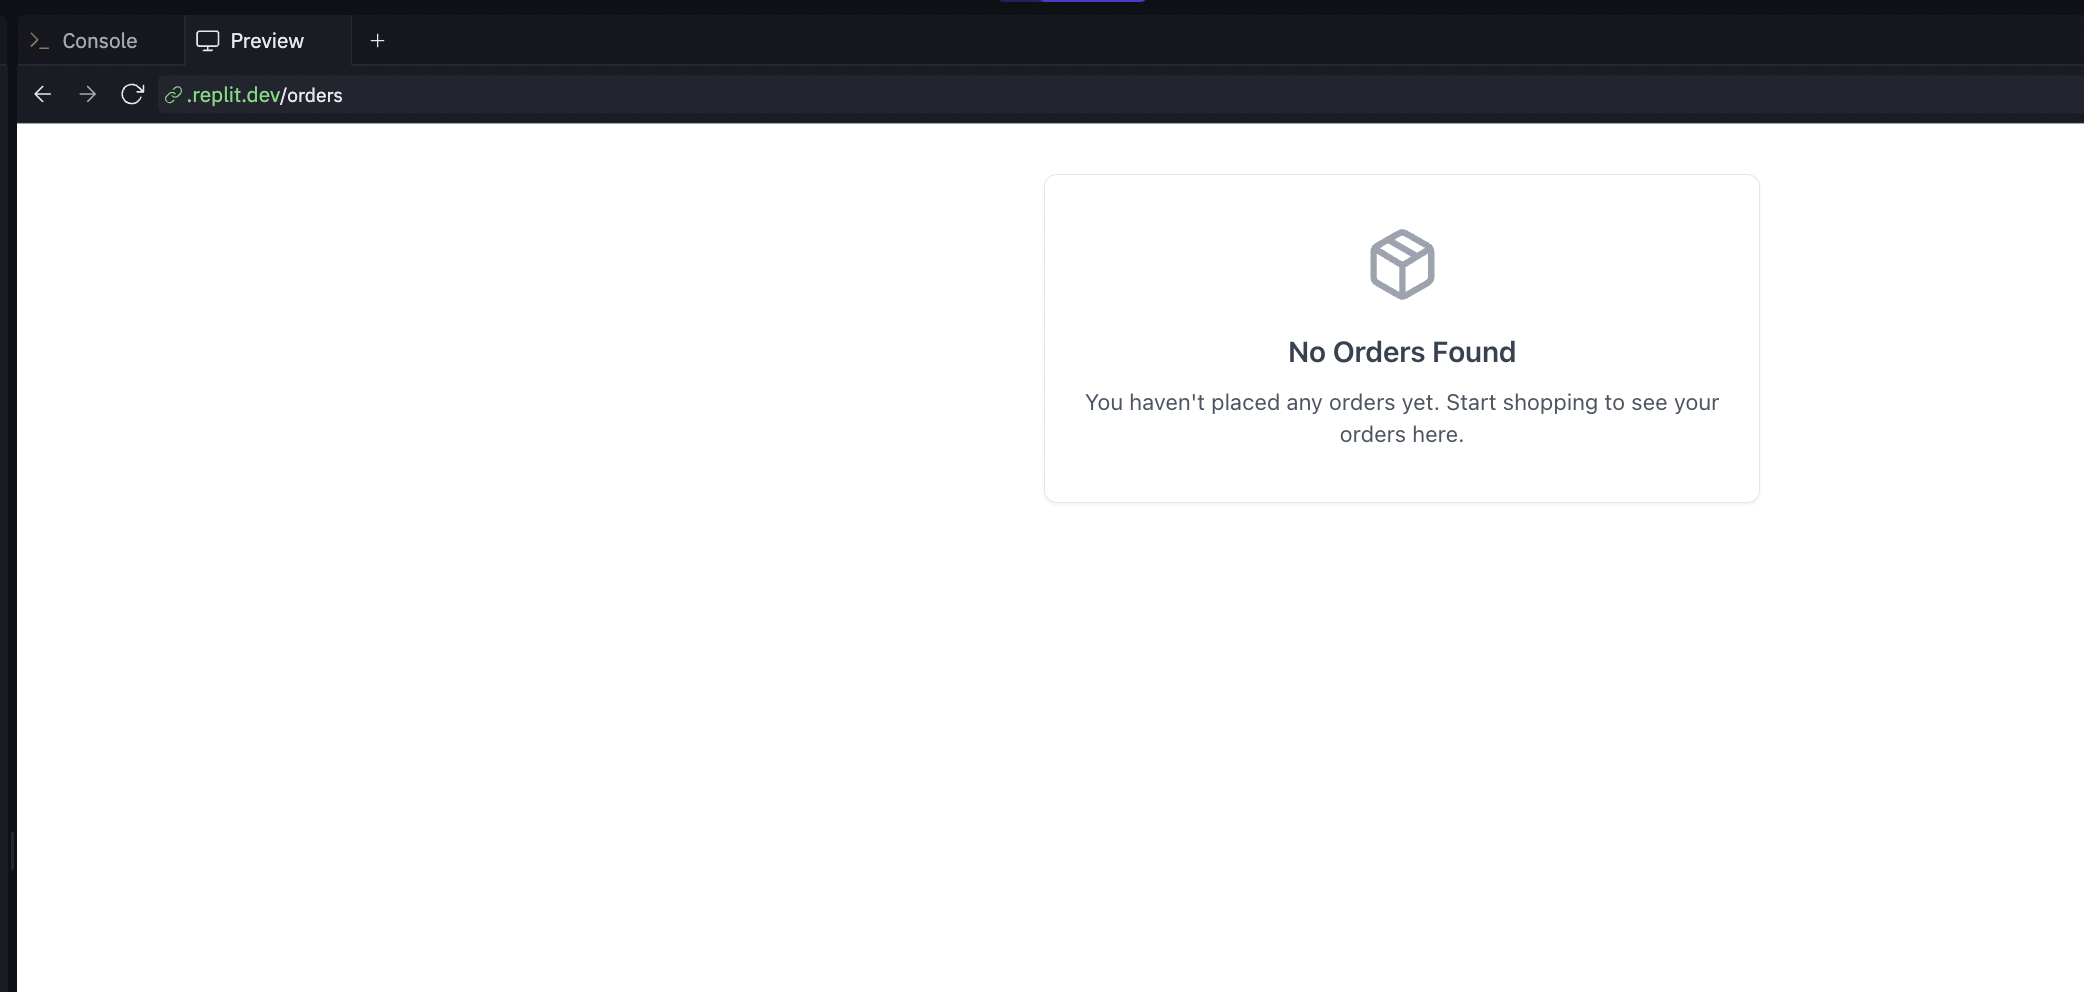 Console
Preview
.replit.dev/orders
No Orders Found
You haven't placed any orders yet. Start shopping to see your
orders here.